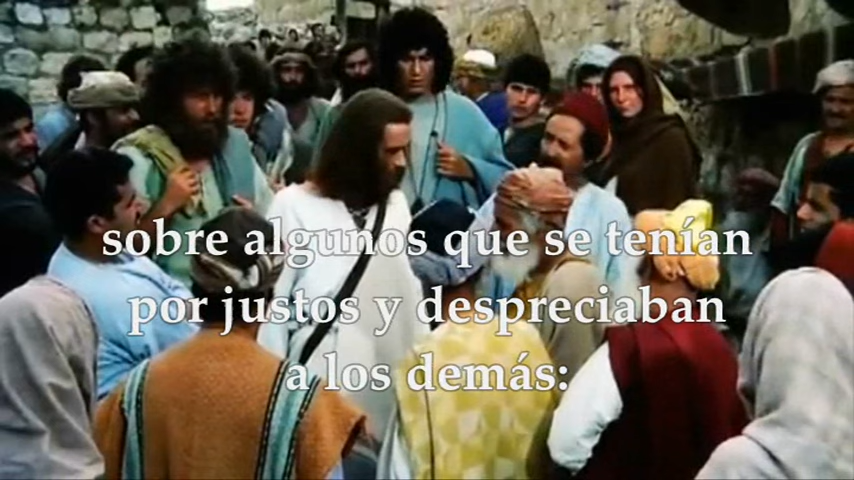 sobre algunos que se tenían
por justos y despreciaban
a los demás: